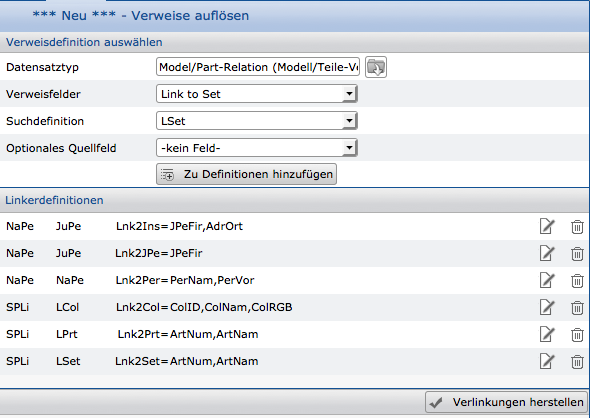 *** Neu *** - Verweise auflösen
Verweisdefinition auswählen
Datensatztyp Model/Part-Relation (Modell/Teile-Ve
Verweisfelder Link to Set
Suchdefinition LSet
Optionales Quellfeld -kein Feld-
Zu Definitionen hinzufügen
Linkerdefinitionen
NaPe JuPe Lnk2Ins=JPeFir,AdrOrt
NaPe JuPe Lnk2JPe=JPeFir
NaPe NaPe Lnk2Per=PerNam,PerVor
SPLi LCol Lnk2Col=ColID,ColNam,ColRGB
SPLi LPrt Lnk2Prt=ArtNum,ArtNam
SPLi LSet Lnk2Set=ArtNum,ArtNam
Verlinkungen herstellen